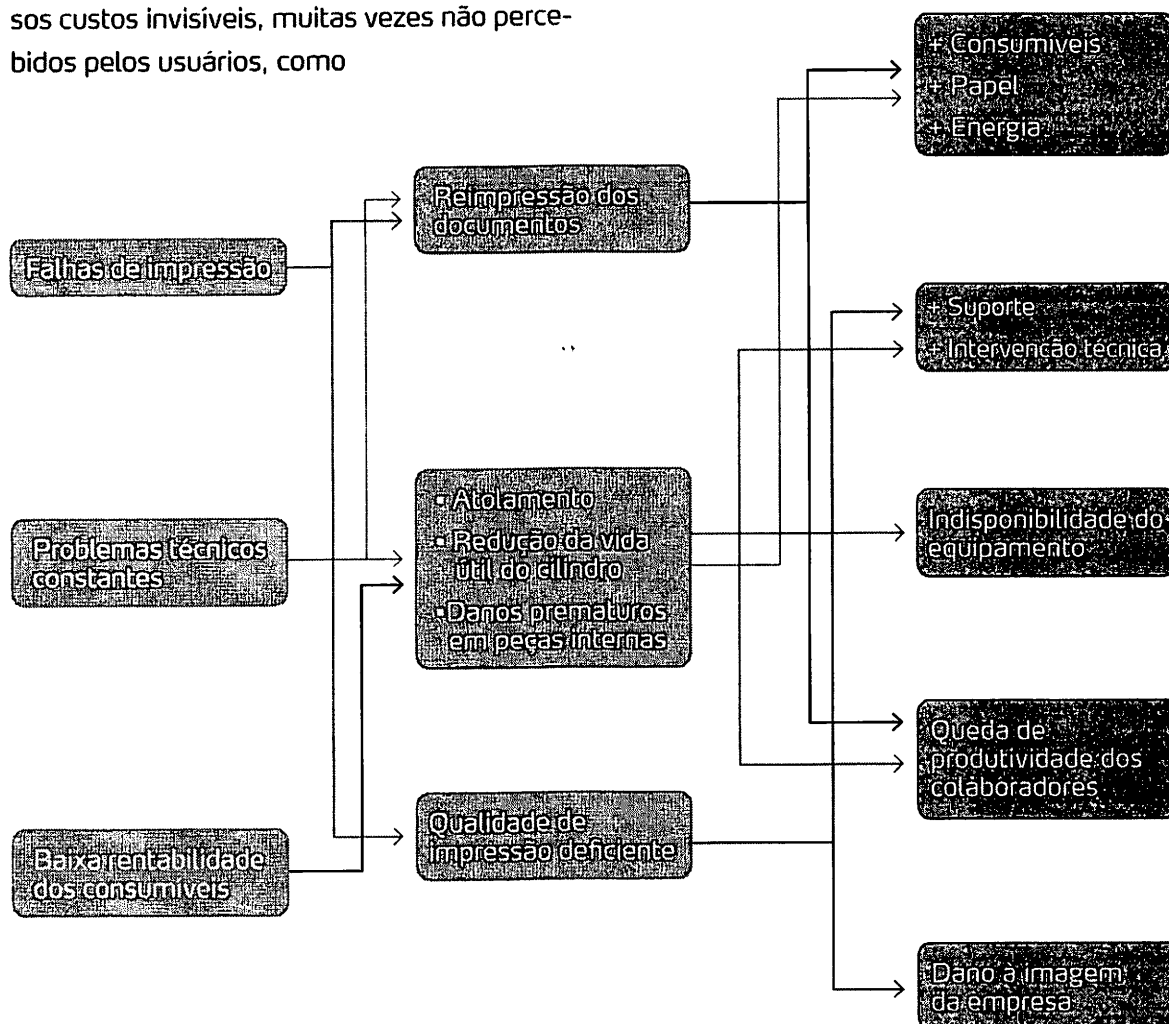 sos custos invisíveis, muitas vezes não perce-
bidos pelos usuários, como
Falhas de impressão
Problemas técnicos
constantes
Baixa rentabilidade
dos consumíveis
Reimpressão dos
documentos
▪ Atolamento
▪ Redução da vida
útil do cilindro
▪ Danos prematuros
em peças internas
Qualidade de
impressão deficiente
+ Consumíveis
+ Papel
+ Energia
+ Suporte
+ Intervenção técnica
Indisponibilidade do
equipamento
Queda de
produtividade dos
colaboradores
Dano à imagem
da empresa